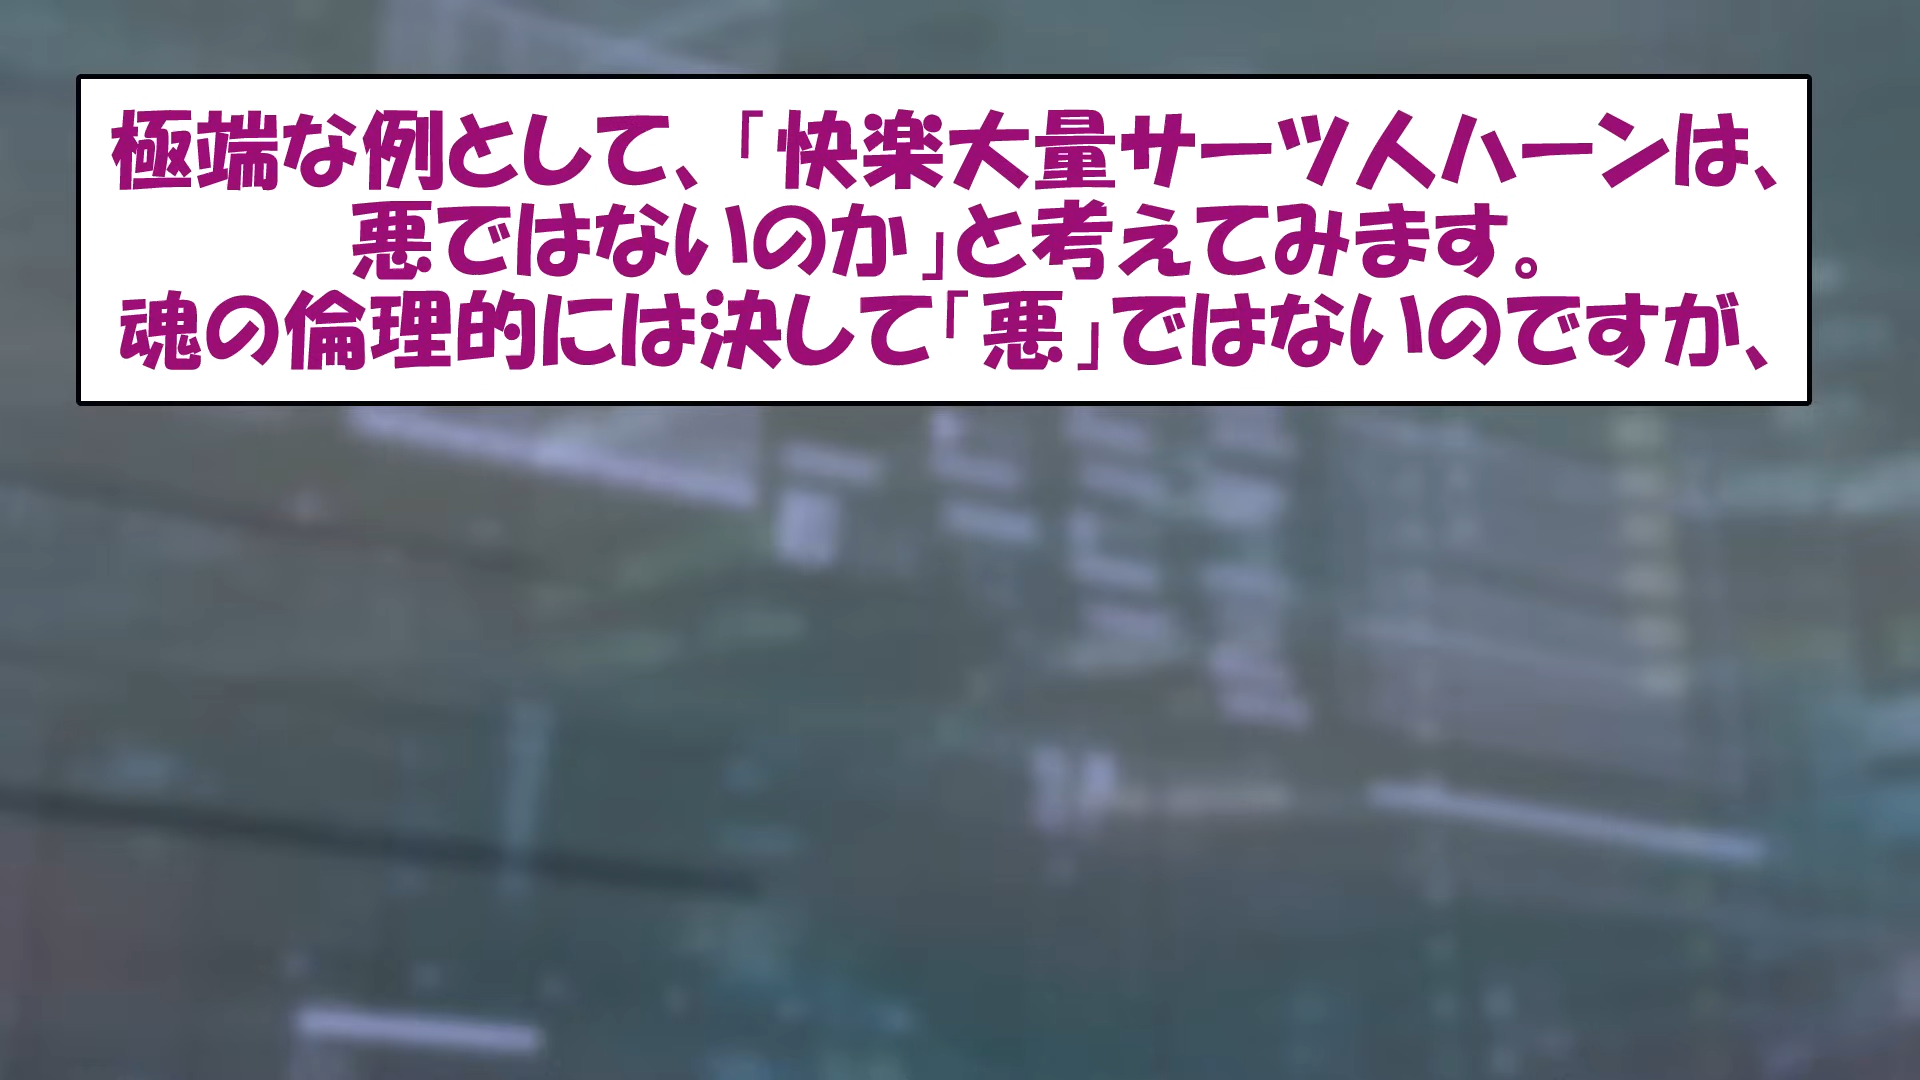 極端な例として、「快楽大量サーツ人ハーンは、
悪ではないのか」と考えてみます。
魂の倫理的には決して「悪」ではないのですが、